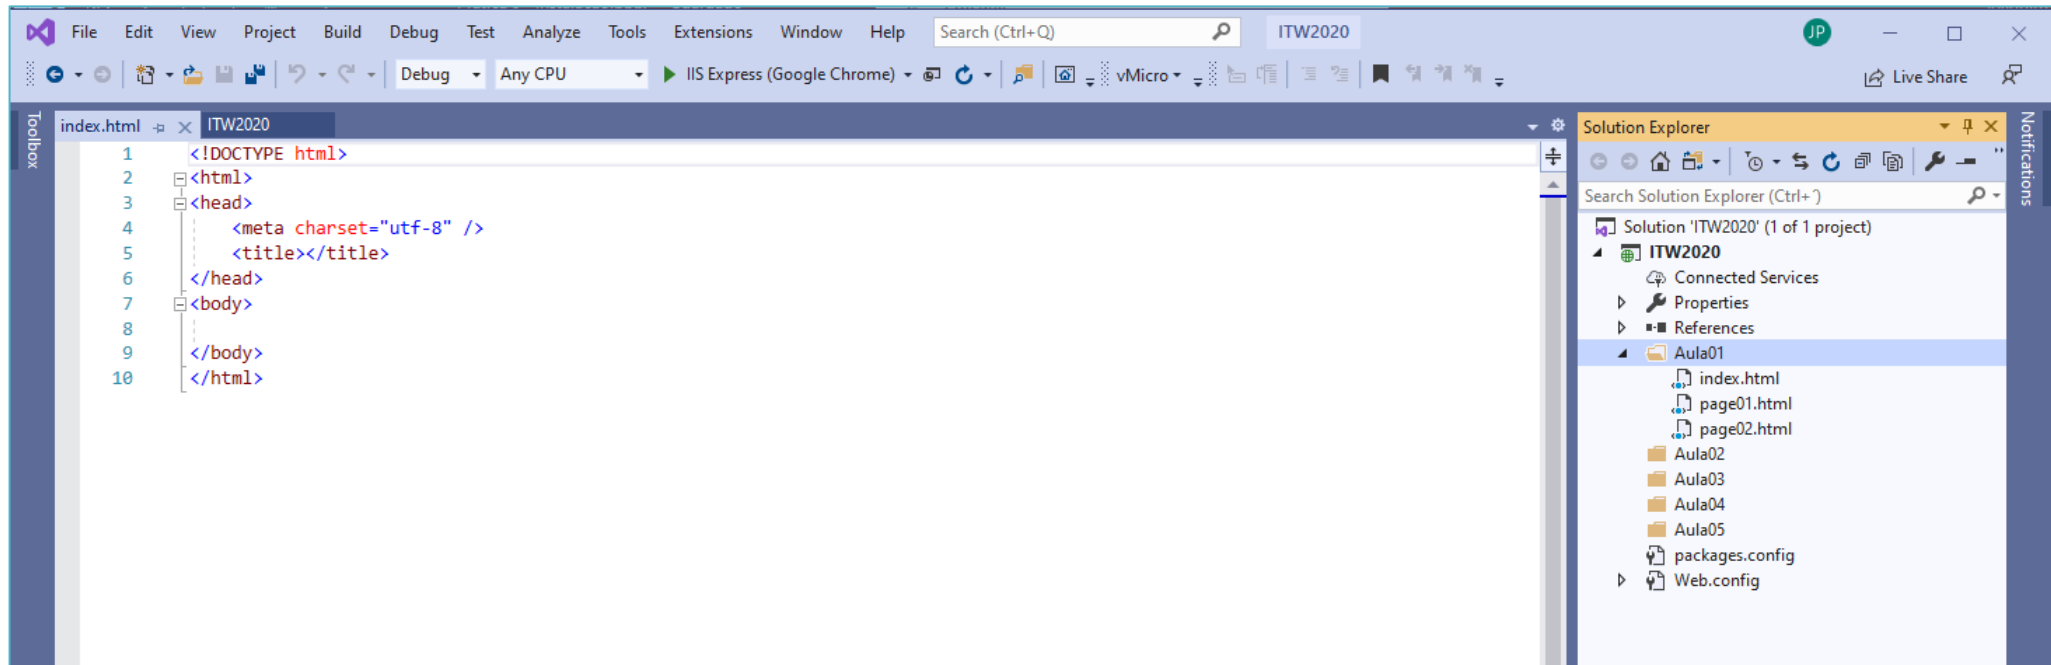 File Edit View Project Build Debug Test Analyze Tools Extensions Window Help Search (Ctrl+Q) ITW2020 JP
Debug Any CPU IIS Express (Google Chrome) vMicro Live Share
Toolbox
index.html ITW2020
1 <!DOCTYPE html>
2 <html>
3 <head>
4 <meta charset="utf-8" />
5 <title></title>
6 </head>
7 <body>
8
9 </body>
10 </html>
Solution Explorer
Search Solution Explorer (Ctrl+´)
Solution 'ITW2020' (1 of 1 project)
ITW2020
Connected Services
Properties
References
Aula01
index.html
page01.html
page02.html
Aula02
Aula03
Aula04
Aula05
packages.config
Web.config
Notifications